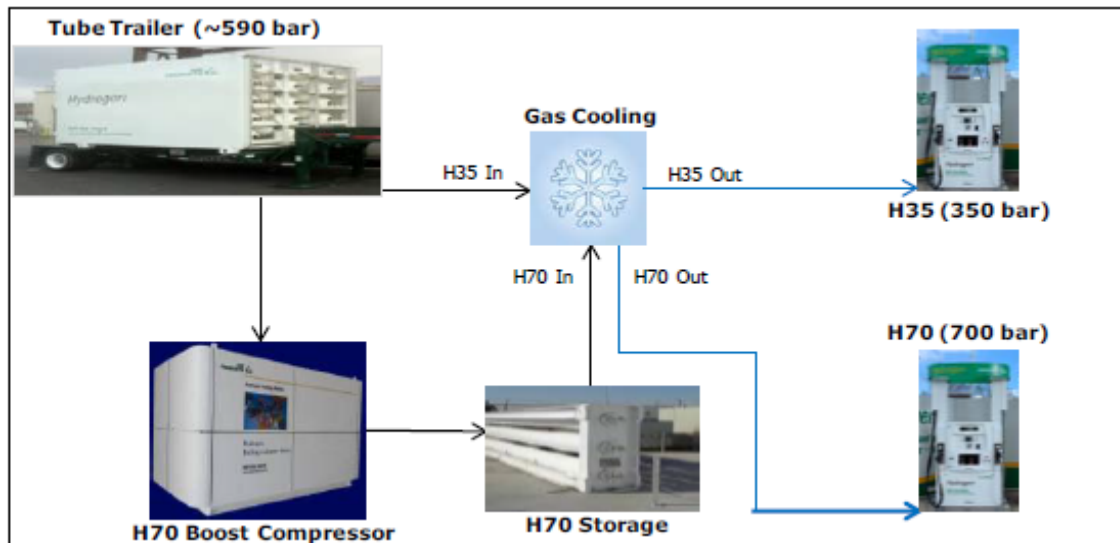 Tube Trailer (~590 bar)
Hydrogen
Gas Cooling
H35 In
H35 Out
H35 (350 bar)
H70 In
H70 Out
H70 (700 bar)
Hydrogen
H70 Boost Compressor
H70 Storage